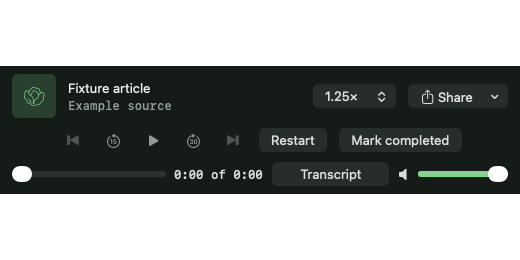 Fixture article
Example source
1.25×
Share
15
30
Restart
Mark completed
0:00 of 0:00
Transcript